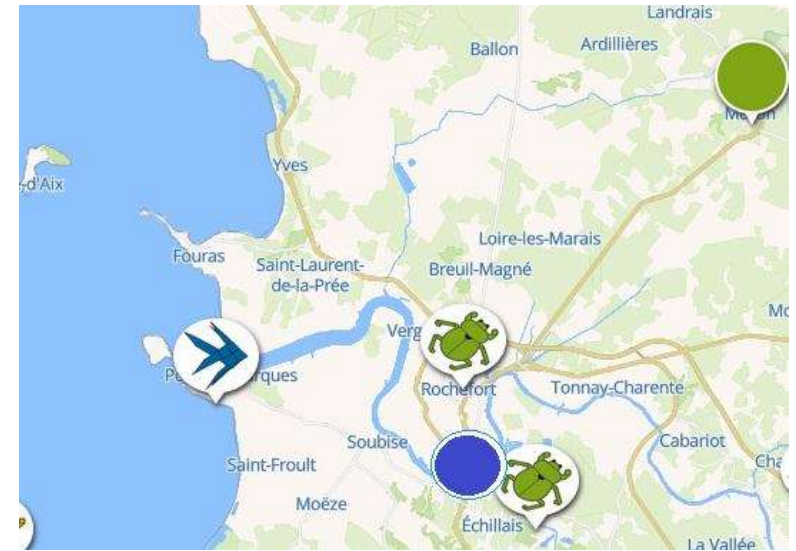 Landrais
Ballon
Ardillières
Yves
d'Aix
Loire-les-Marais
Fouras
Saint-Laurent-
de-la-Prée
Breuil-Magné
Verg
Rochefort
Tonnay-Charente
Soubise
Cabariot
Saint-Froult
Moëze
Échillais
La Vallée